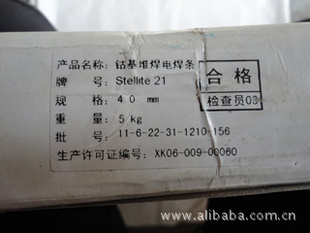 产品名称：钴基堆焊电焊条
牌 号：Stellite 21
规 格：4.0 mm
重 量：5 kg
批 号：11-6-22-31-1210-156
生产许可证编号：XK06-009-00060
合格
检查员03
www.alibaba.com.cn